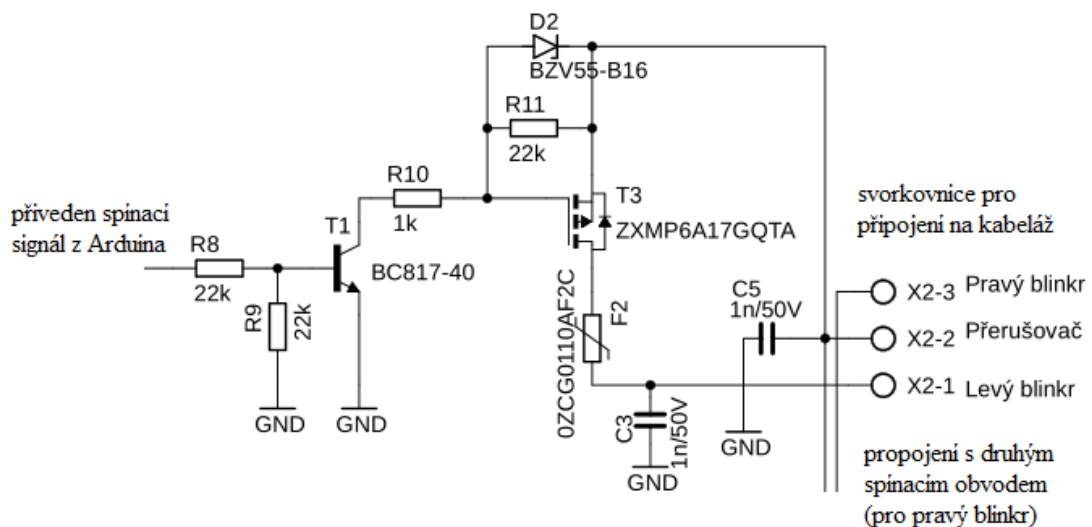 D2
BZV55-B16
R11
22k
R10
1k
T3
ZXMP6A17GQTA
přiveden spínací
signál z Arduina
svorkovnice pro
připojení na kabeláž
T1
R8
22k
BC817-40
R9
22k
0ZCG0110AF2C
F2
C5
1n/50V
X2-3
Pravý blinkr
X2-2
Přerušovač
X2-1
Levý blinkr
GND
GND
C3
1n/50V
GND
GND
propojení s druhým
spínacím obvodem
(pro pravý blinkr)